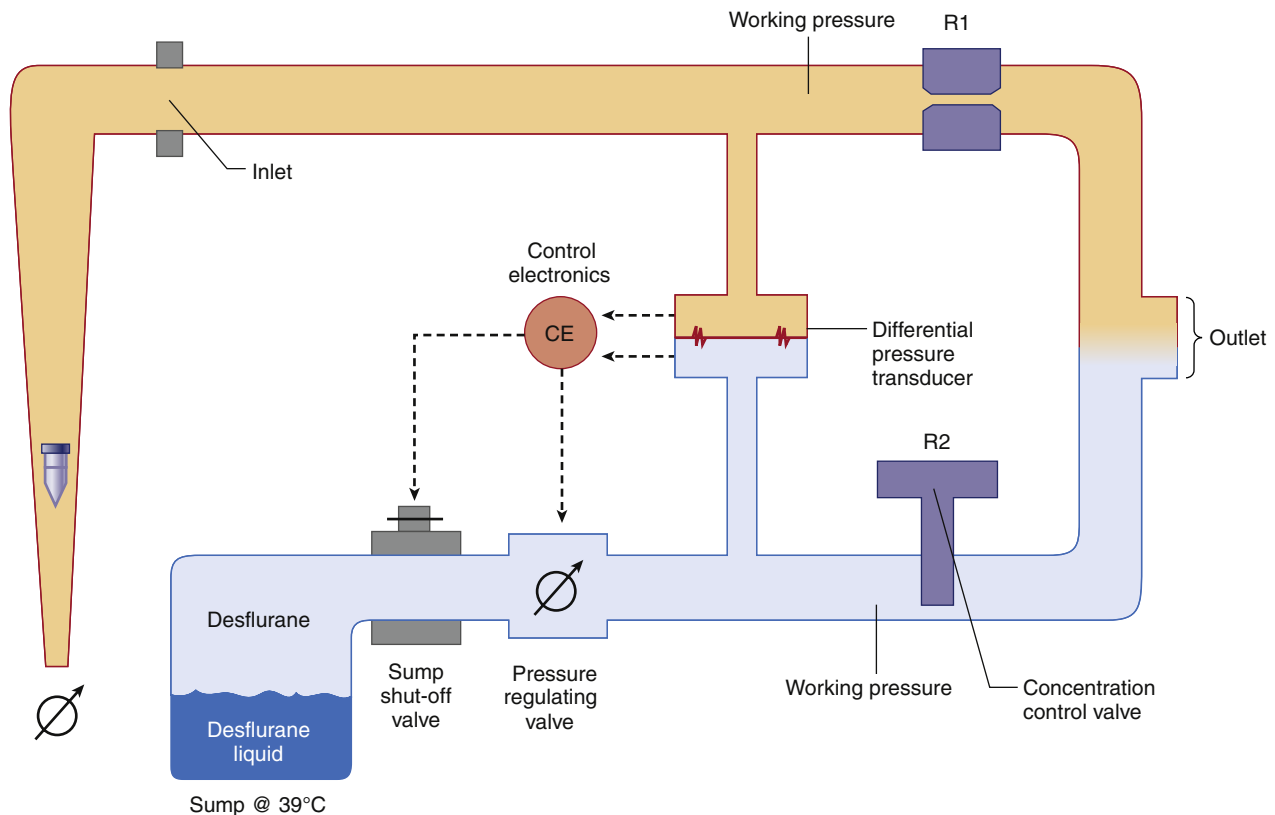 Working pressure
R1
Inlet
Control
electronics
CE
Differential
pressure
transducer
Outlet
R2
Desflurane
Sump
shut-off
valve
Pressure
regulating
valve
Working pressure
Concentration
control valve
Desflurane
liquid
Sump @ 39°C